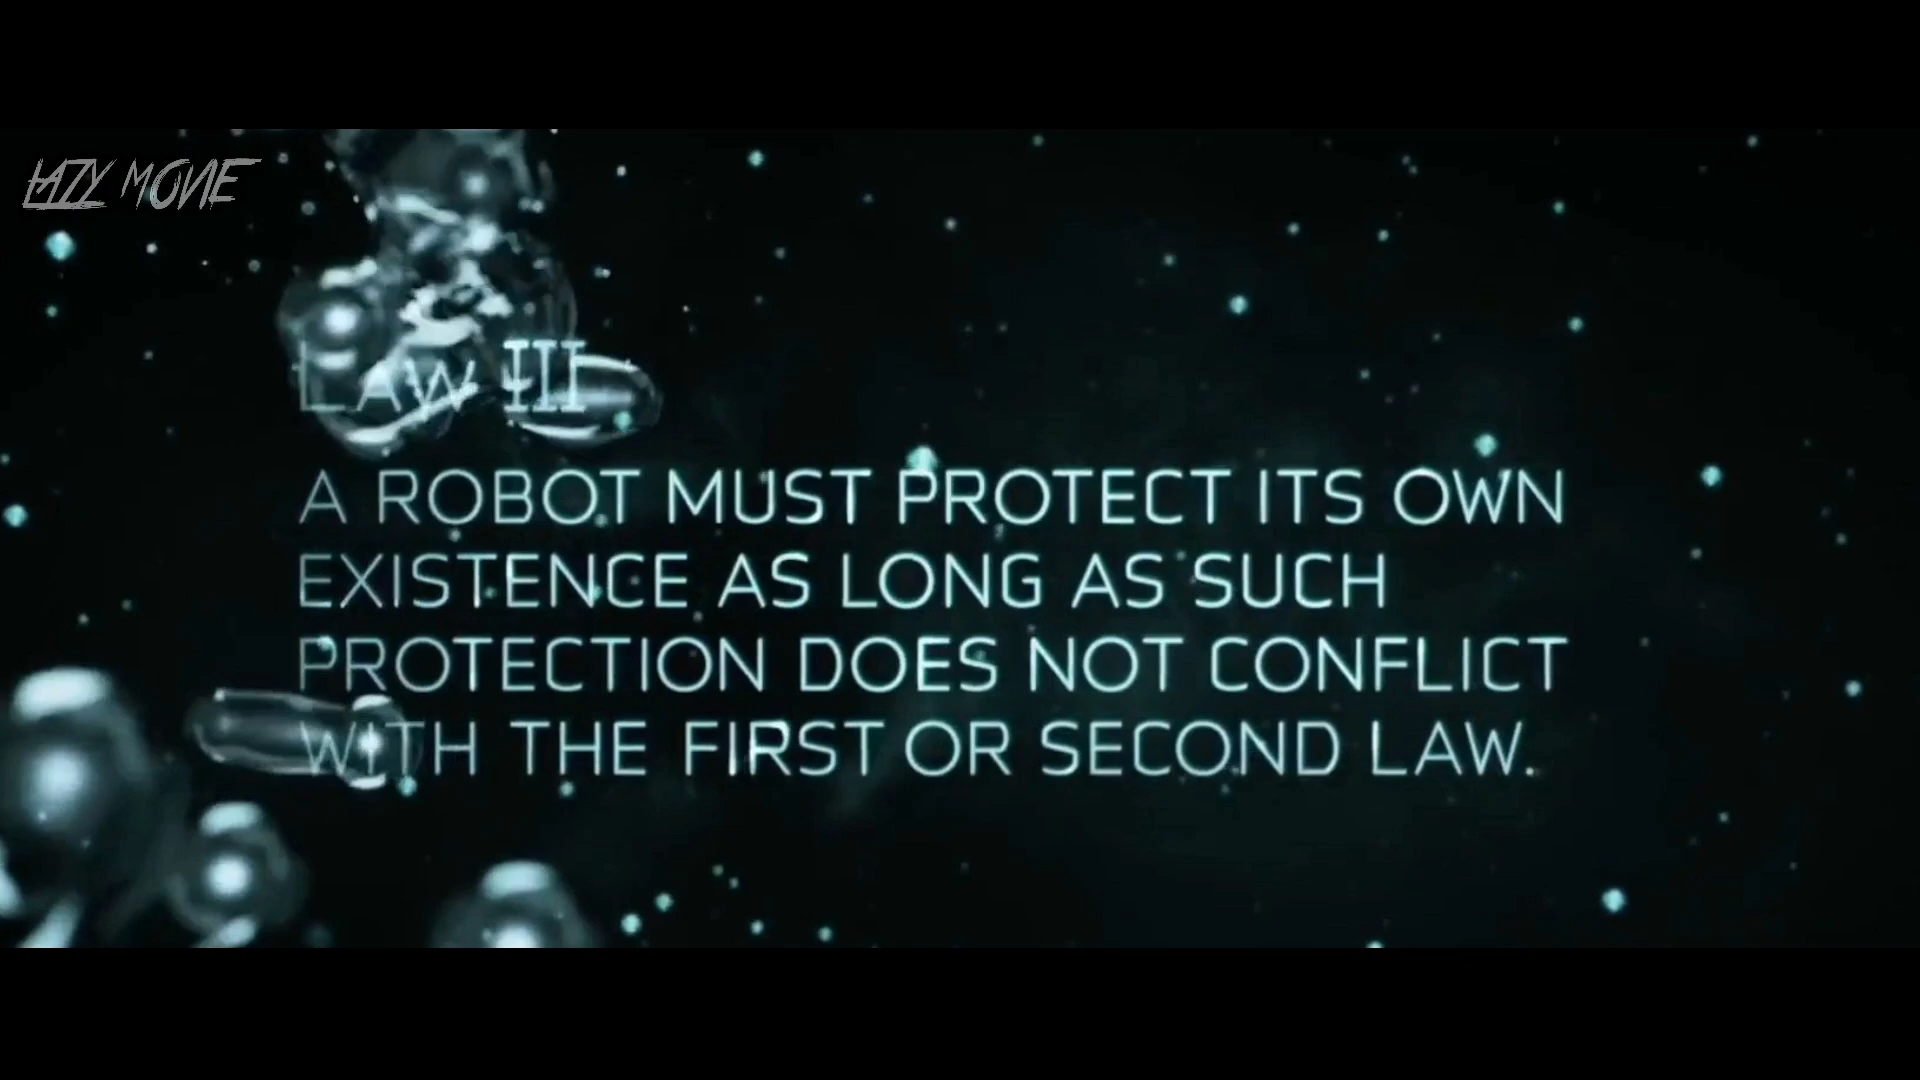 LAZY MOVIE
LAW III
A ROBOT MUST PROTECT ITS OWN
EXISTENCE AS LONG AS SUCH
PROTECTION DOES NOT CONFLICT
WITH THE FIRST OR SECOND LAW.